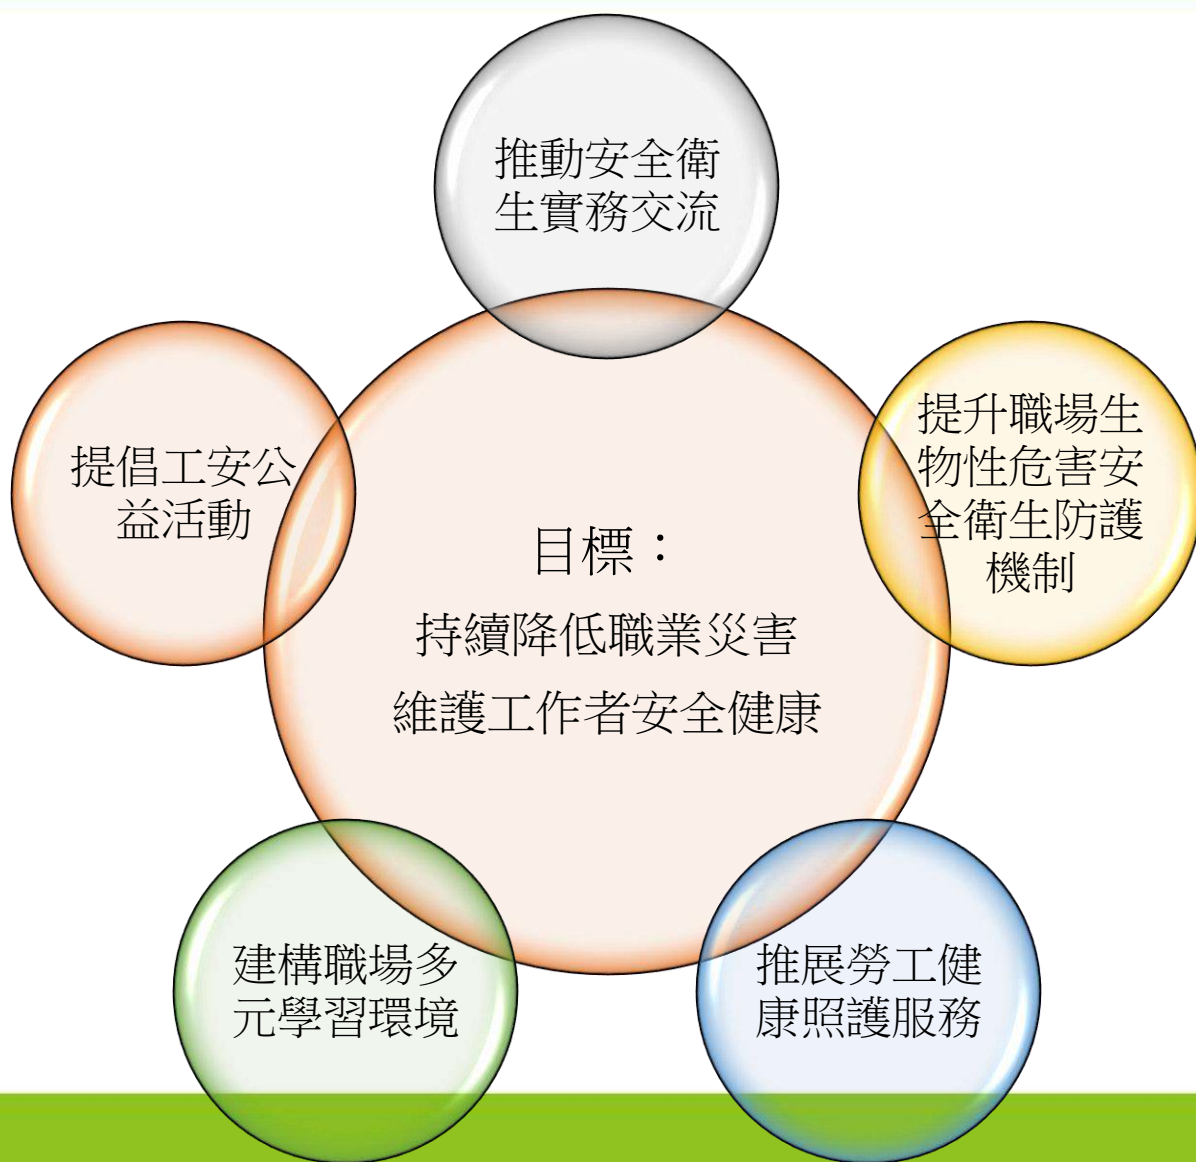 推動安全衛
生實務交流
提升職場生
物性危害安
全衛生防護
機制
提倡工安公
益活動
目標：
持續降低職業災害
維護工作者安全健康
建構職場多
元學習環境
推展勞工健
康照護服務